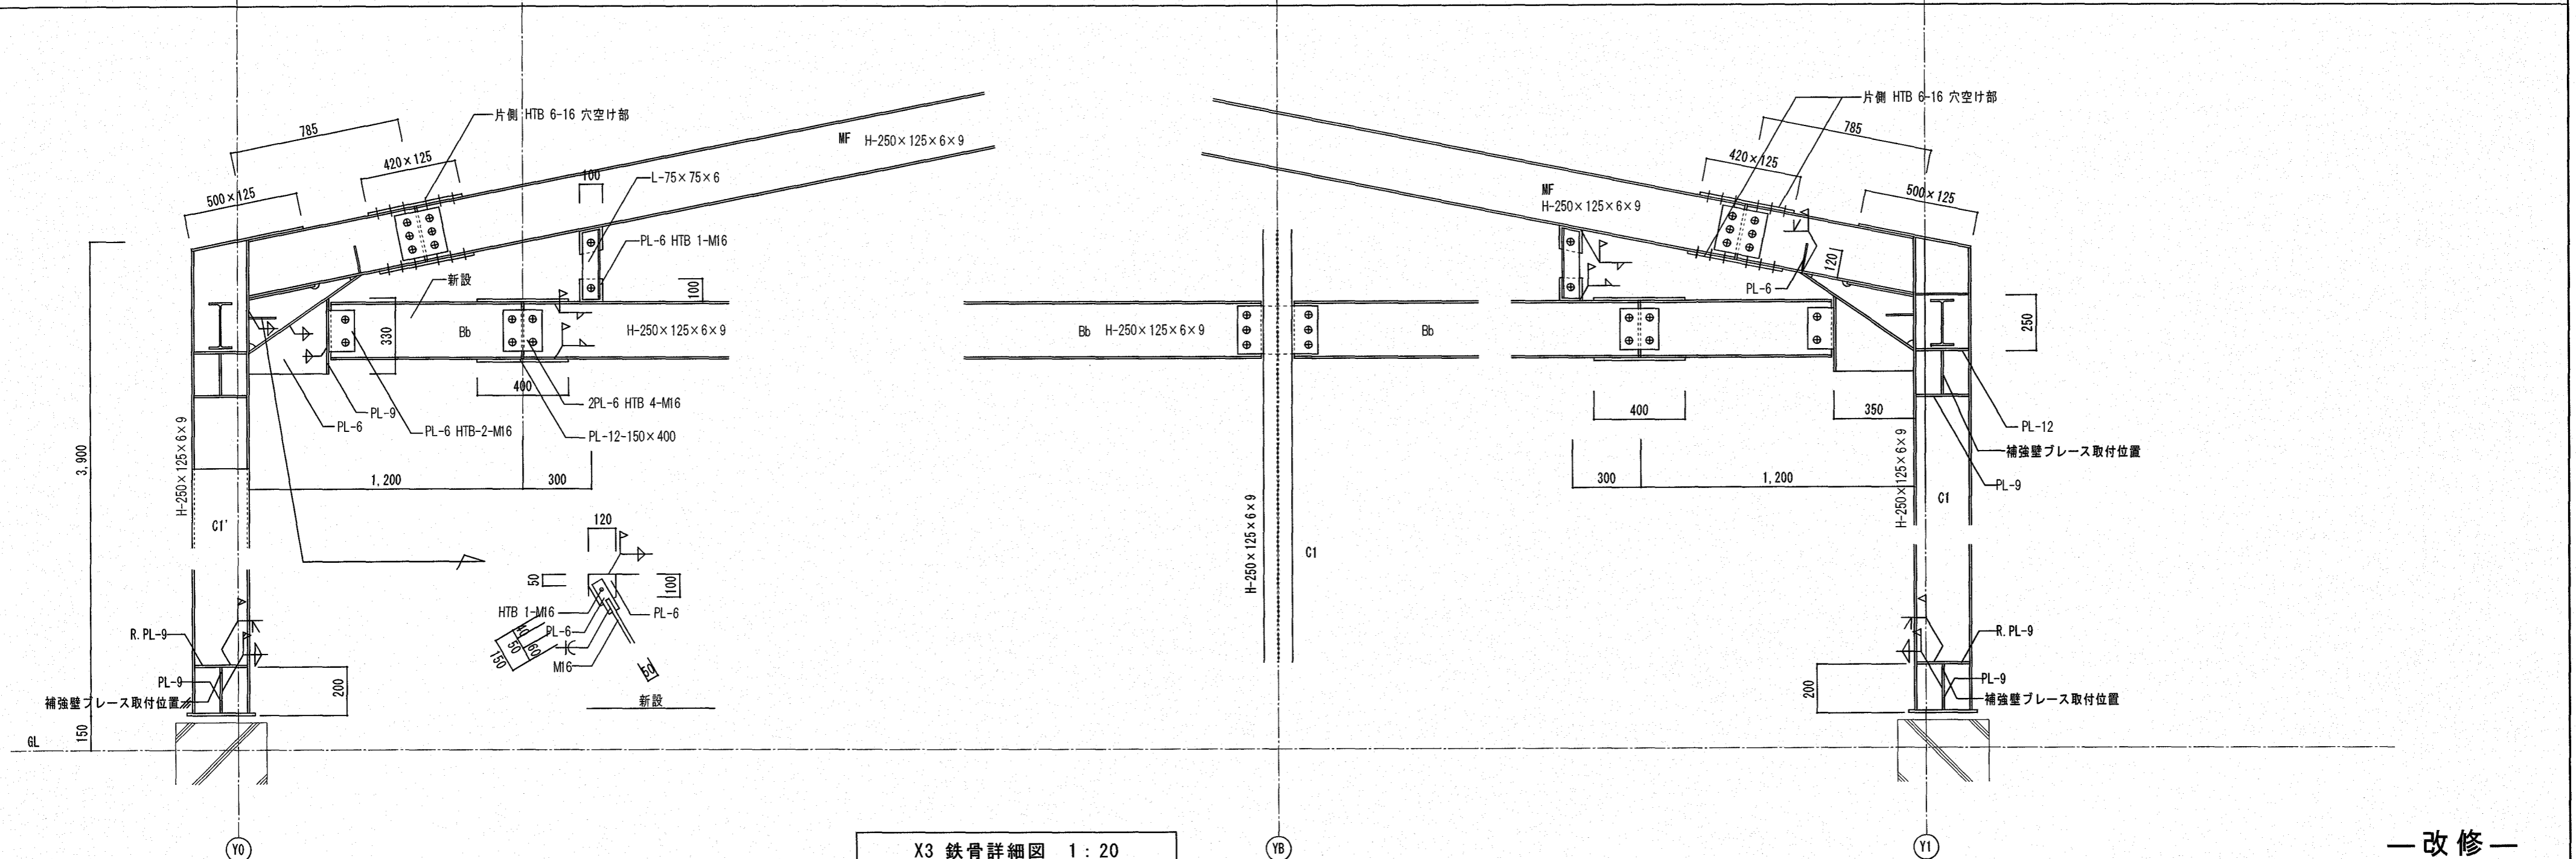 785
420×125
500×125
片側 HTB 6-16 穴空け部
MF H-250×125×6×9
100
L-75×75×6
PL-6 HTB 1-M16
新設
100
330
Bb
H-250×125×6×9
400
2PL-6 HTB 4-M16
PL-9
PL-6
PL-6 HTB-2-M16
PL-12-150×400
3,900
H-250×125×6×9
1,200
300
C1'
120
50
100
HTB 1-M16
PL-6
PL-6
40
50
60
150
M16
50
新設
R.PL-9
PL-9
補強壁ブレース取付位置
200
150
GL
Bb H-250×125×6×9
Bb
H-250×125×6×9
C1
片側 HTB 6-16 穴空け部
785
420×125
500×125
MF
H-250×125×6×9
120
PL-6
250
400
350
PL-12
補強壁ブレース取付位置
PL-9
300
1,200
H-250×125×6×9
C1
R.PL-9
PL-9
補強壁ブレース取付位置
200
Y0
YB
Y1
X3 鉄骨詳細図 1:20
―改修―